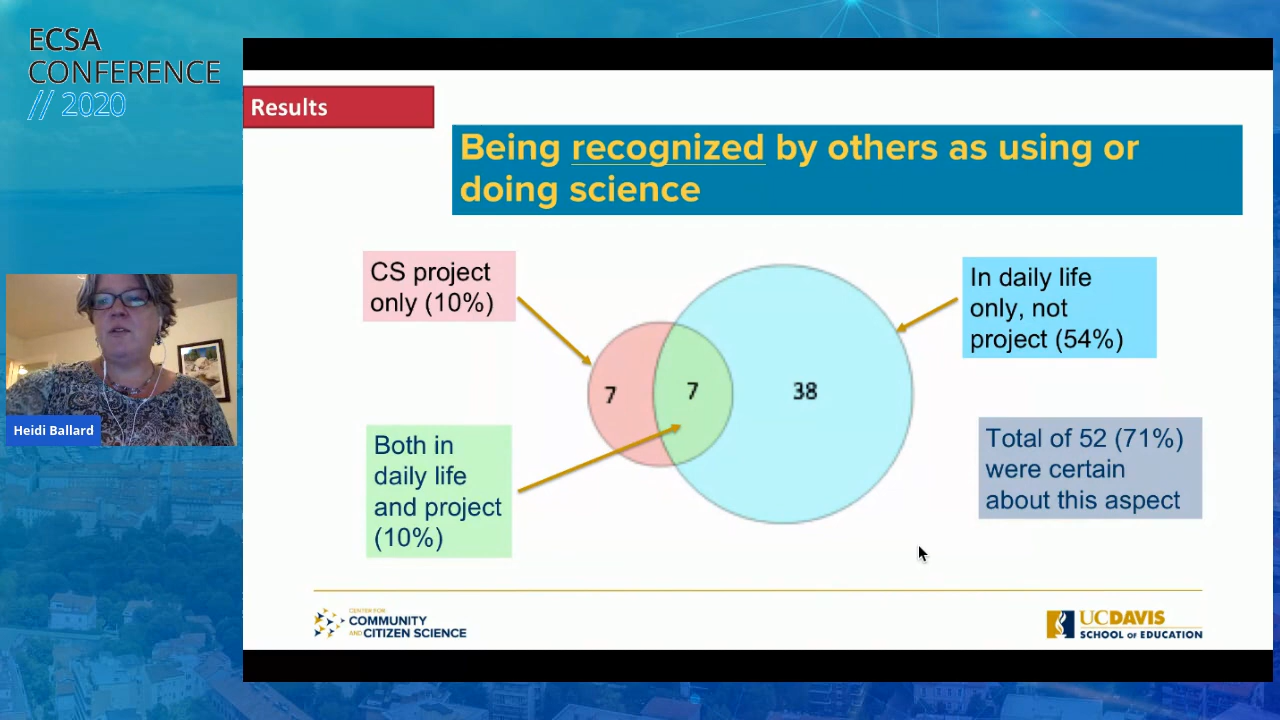 ECSA
CONFERENCE
// 2020
Results
Being recognized by others as using or
doing science
CS project
only (10%)
In daily life
only, not
project (54%)
7
7
38
Both in
daily life
and project
(10%)
Total of 52 (71%)
were certain
about this aspect
Heidi Ballard
CENTER FOR
COMMUNITY
AND CITIZEN SCIENCE
UCDAVIS
SCHOOL OF EDUCATION